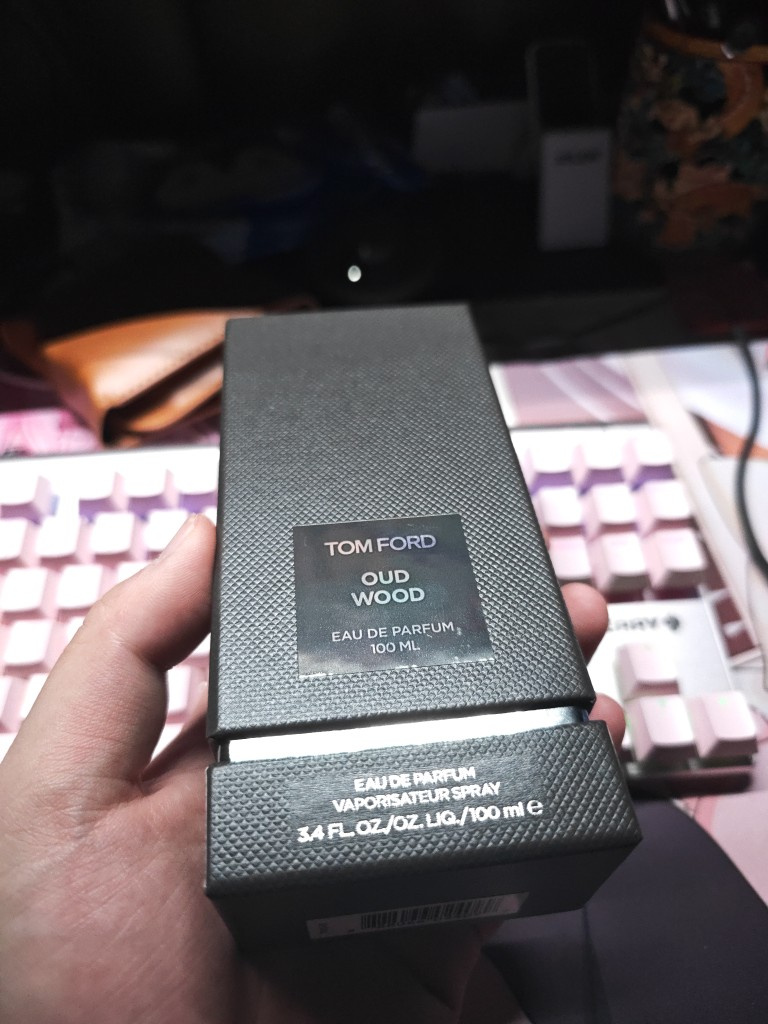 TOM FORD
OUD
WOOD
EAU DE PARFUM
100 ML
EAU DE PARFUM
VAPORISATEUR SPRAY
3.4 FL. OZ./OZ. LIQ./100 ml ℮